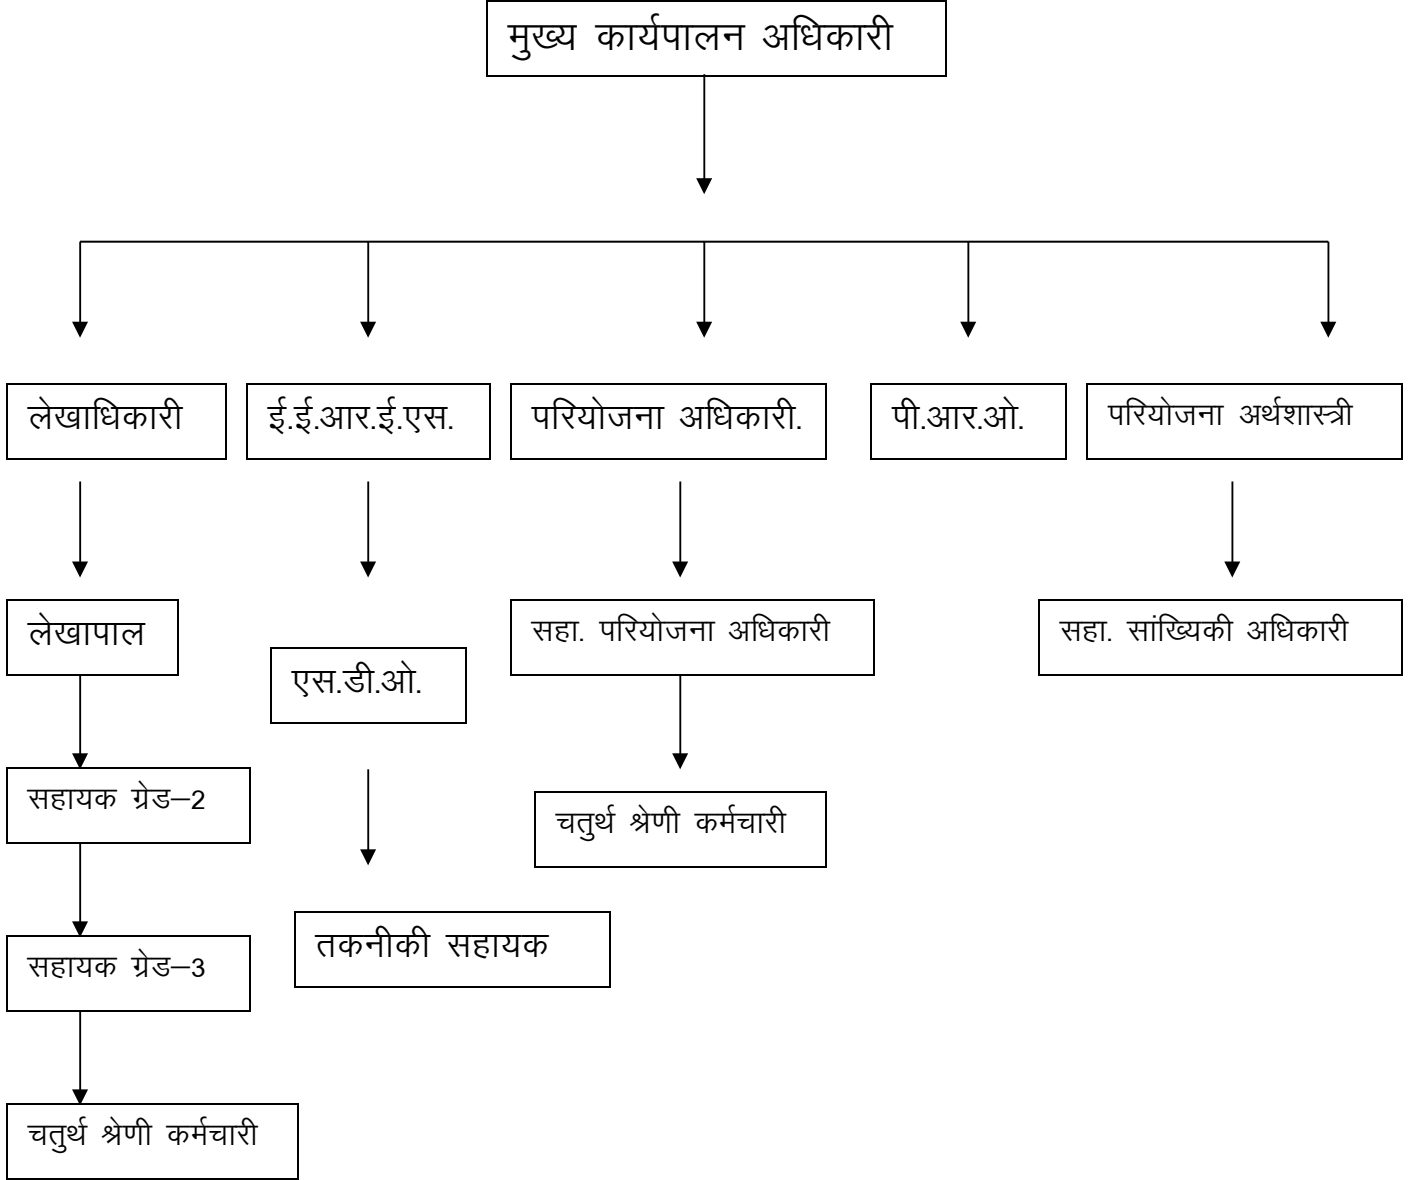 मुख्य कार्यपालन अधिकारी
लेखाधिकारी
ई.ई.आर.ई.एस.
परियोजना अधिकारी.
पी.आर.ओ.
परियोजना अर्थशास्त्री
लेखापाल
सहा. परियोजना अधिकारी
सहा. सांख्यिकी अधिकारी
एस.डी.ओ.
सहायक ग्रेड–2
चतुर्थ श्रेणी कर्मचारी
तकनीकी सहायक
सहायक ग्रेड–3
चतुर्थ श्रेणी कर्मचारी